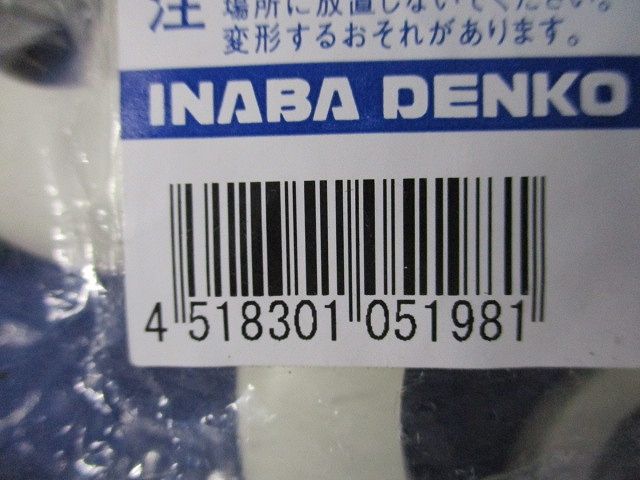 注
場所に放置しないでください。
変形するおそれがあります。
INABA DENKO
4 518301 051981